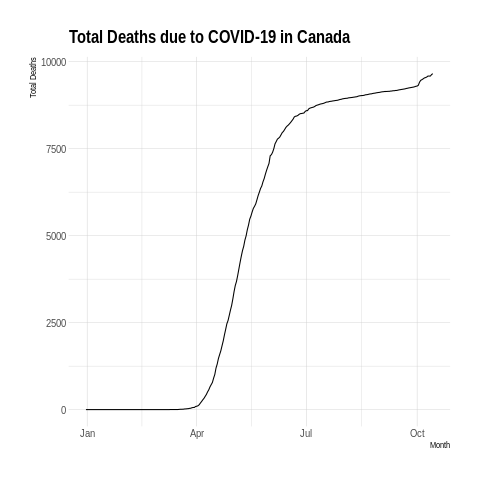 Total Deaths due to COVID-19 in Canada
Total Deaths
10000
7500
5000
2500
0
Jan Apr Jul Oct
Month